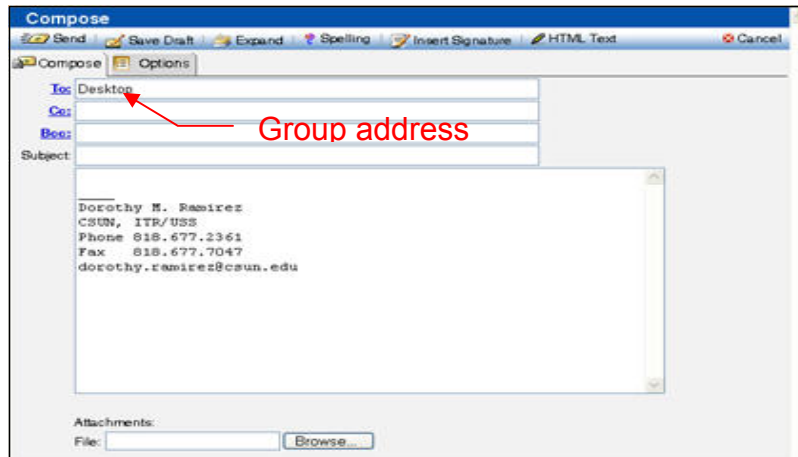 Compose
Send Save Draft Expand Spelling Insert Signature HTML Text Cancel
Compose Options
To: Desktop
Cc:
Group address
Bcc:
Subject:
Dorothy M. Ramirez
CSUN, ITR/USS
Phone 818.677.2361
Fax 818.677.7047
dorothy.ramirez@csun.edu
Attachments:
File: Browse...